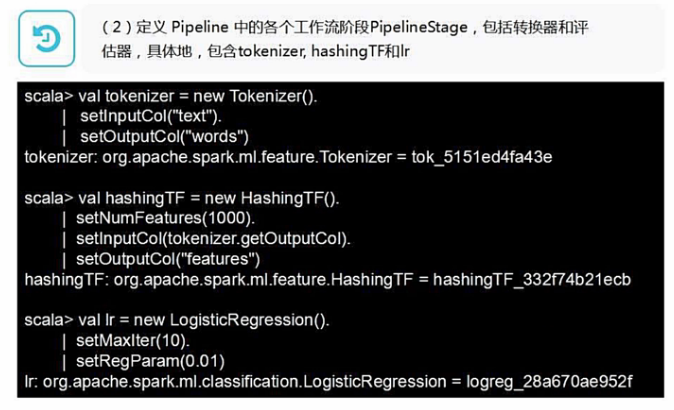 （2）定义 Pipeline 中的各个工作流阶段PipelineStage，包括转换器和评
估器，具体地，包含tokenizer, hashingTF和lr
scala> val tokenizer = new Tokenizer().
| setInputCol("text").
| setOutputCol("words")
tokenizer: org.apache.spark.ml.feature.Tokenizer = tok_5151ed4fa43e
scala> val hashingTF = new HashingTF().
| setNumFeatures(1000).
| setInputCol(tokenizer.getOutputCol).
| setOutputCol("features")
hashingTF: org.apache.spark.ml.feature.HashingTF = hashingTF_332f74b21ecb
scala> val lr = new LogisticRegression().
| setMaxIter(10).
| setRegParam(0.01)
lr: org.apache.spark.ml.classification.LogisticRegression = logreg_28a670ae952f